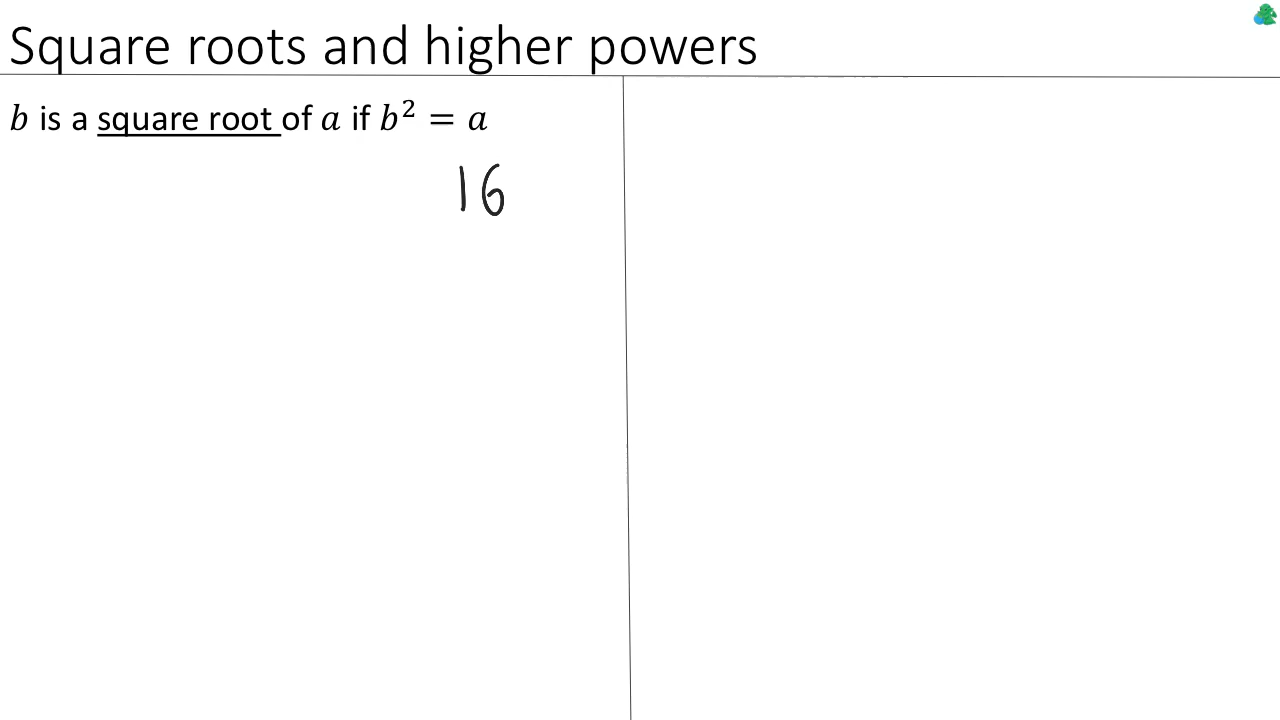 Square roots and higher powers
b is a square root of a if b² = a
16